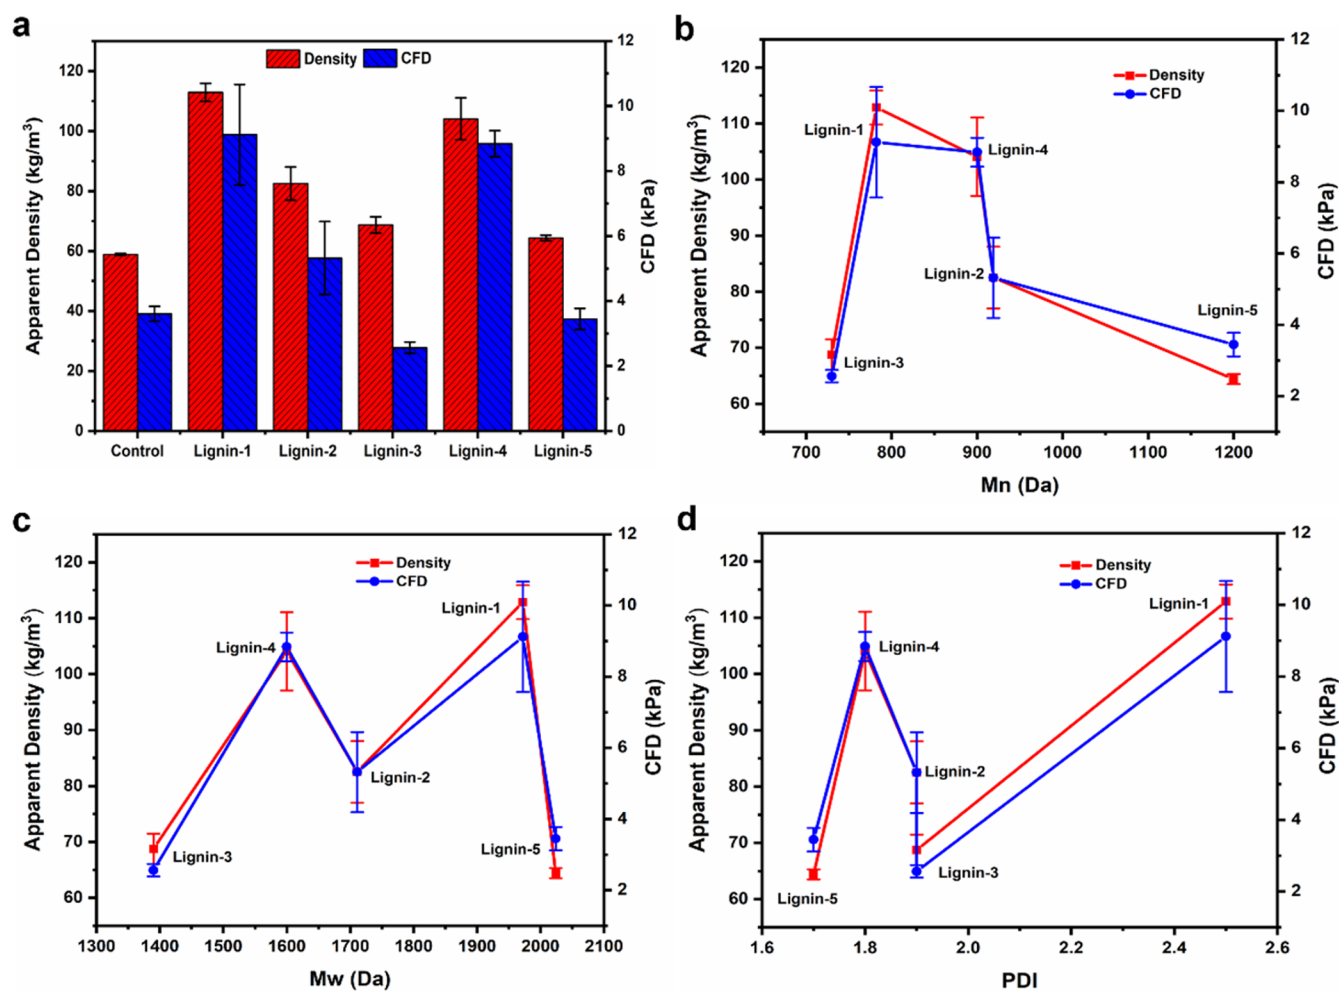 a
Density
CFD
Apparent Density (kg/m³)
120
100
80
60
40
20
0
12
10
8
6
4
2
0
CFD (kPa)
Control Lignin-1 Lignin-2 Lignin-3 Lignin-4 Lignin-5
b
Density
CFD
Apparent Density (kg/m³)
120
115
110
105
100
95
90
85
80
75
70
65
60
12
10
8
6
4
2
CFD (kPa)
Lignin-1
Lignin-4
Lignin-2
Lignin-5
Lignin-3
700 800 900 1000 1100 1200
Mn (Da)
c
Density
CFD
Apparent Density (kg/m³)
120
110
100
90
80
70
60
12
10
8
6
4
2
0
CFD (kPa)
Lignin-1
Lignin-4
Lignin-2
Lignin-5
Lignin-3
1300 1400 1500 1600 1700 1800 1900 2000 2100
Mw (Da)
d
Density
CFD
Apparent Density (kg/m³)
120
110
100
90
80
70
60
12
10
8
6
4
2
CFD (kPa)
Lignin-1
Lignin-4
Lignin-2
Lignin-3
Lignin-5
1.6 1.8 2.0 2.2 2.4 2.6
PDI